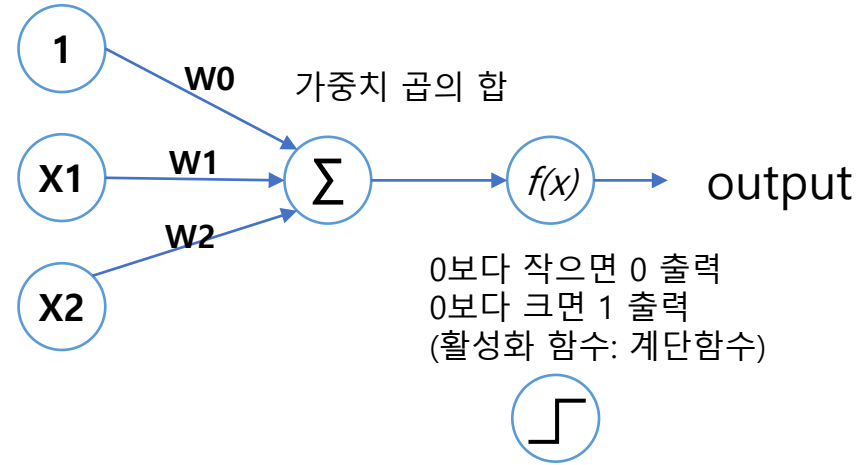 1
W0
가중치 곱의 합
X1
W1
∑
f(x)
output
W2
X2
0보다 작으면 0 출력
0보다 크면 1 출력
(활성화 함수: 계단함수)